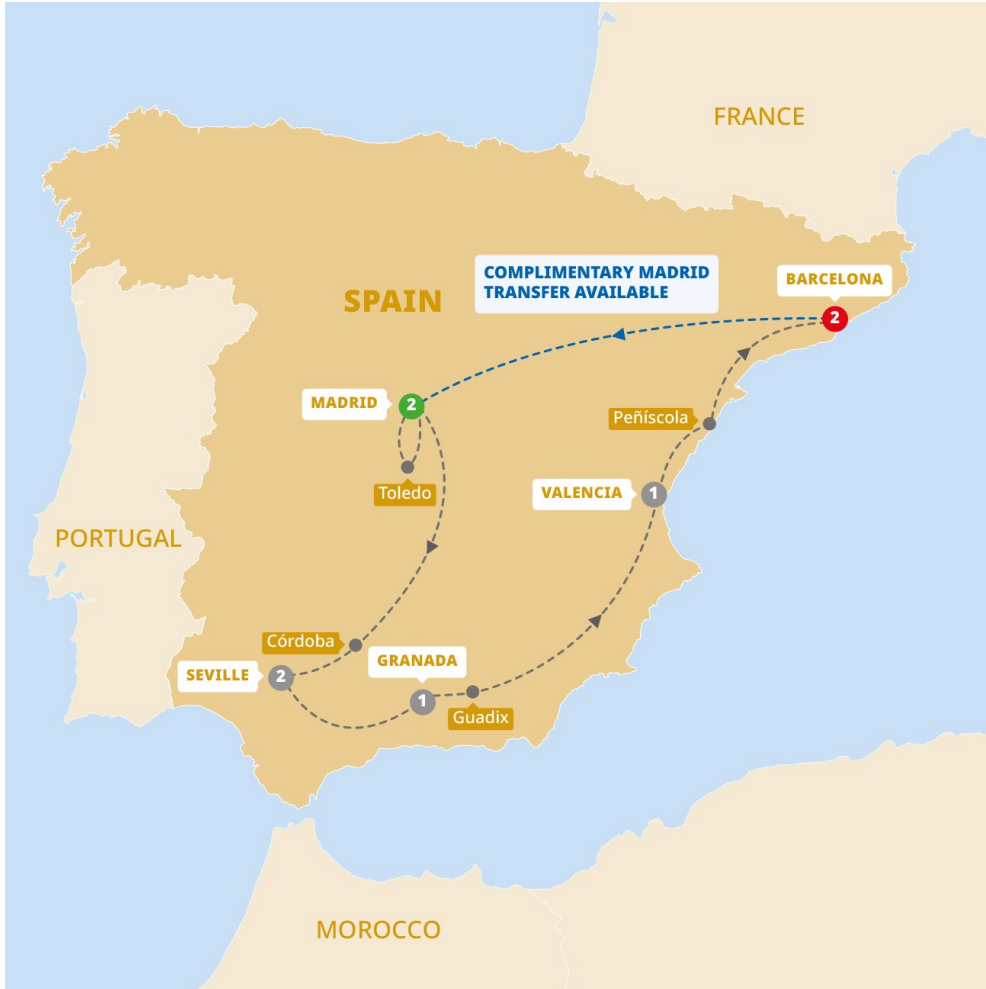 FRANCE
COMPLIMENTARY MADRID
TRANSFER AVAILABLE
BARCELONA
2
SPAIN
MADRID
2
Peñíscola
Toledo
VALENCIA
1
PORTUGAL
Córdoba
GRANADA
SEVILLE
2
1
Guadix
MOROCCO